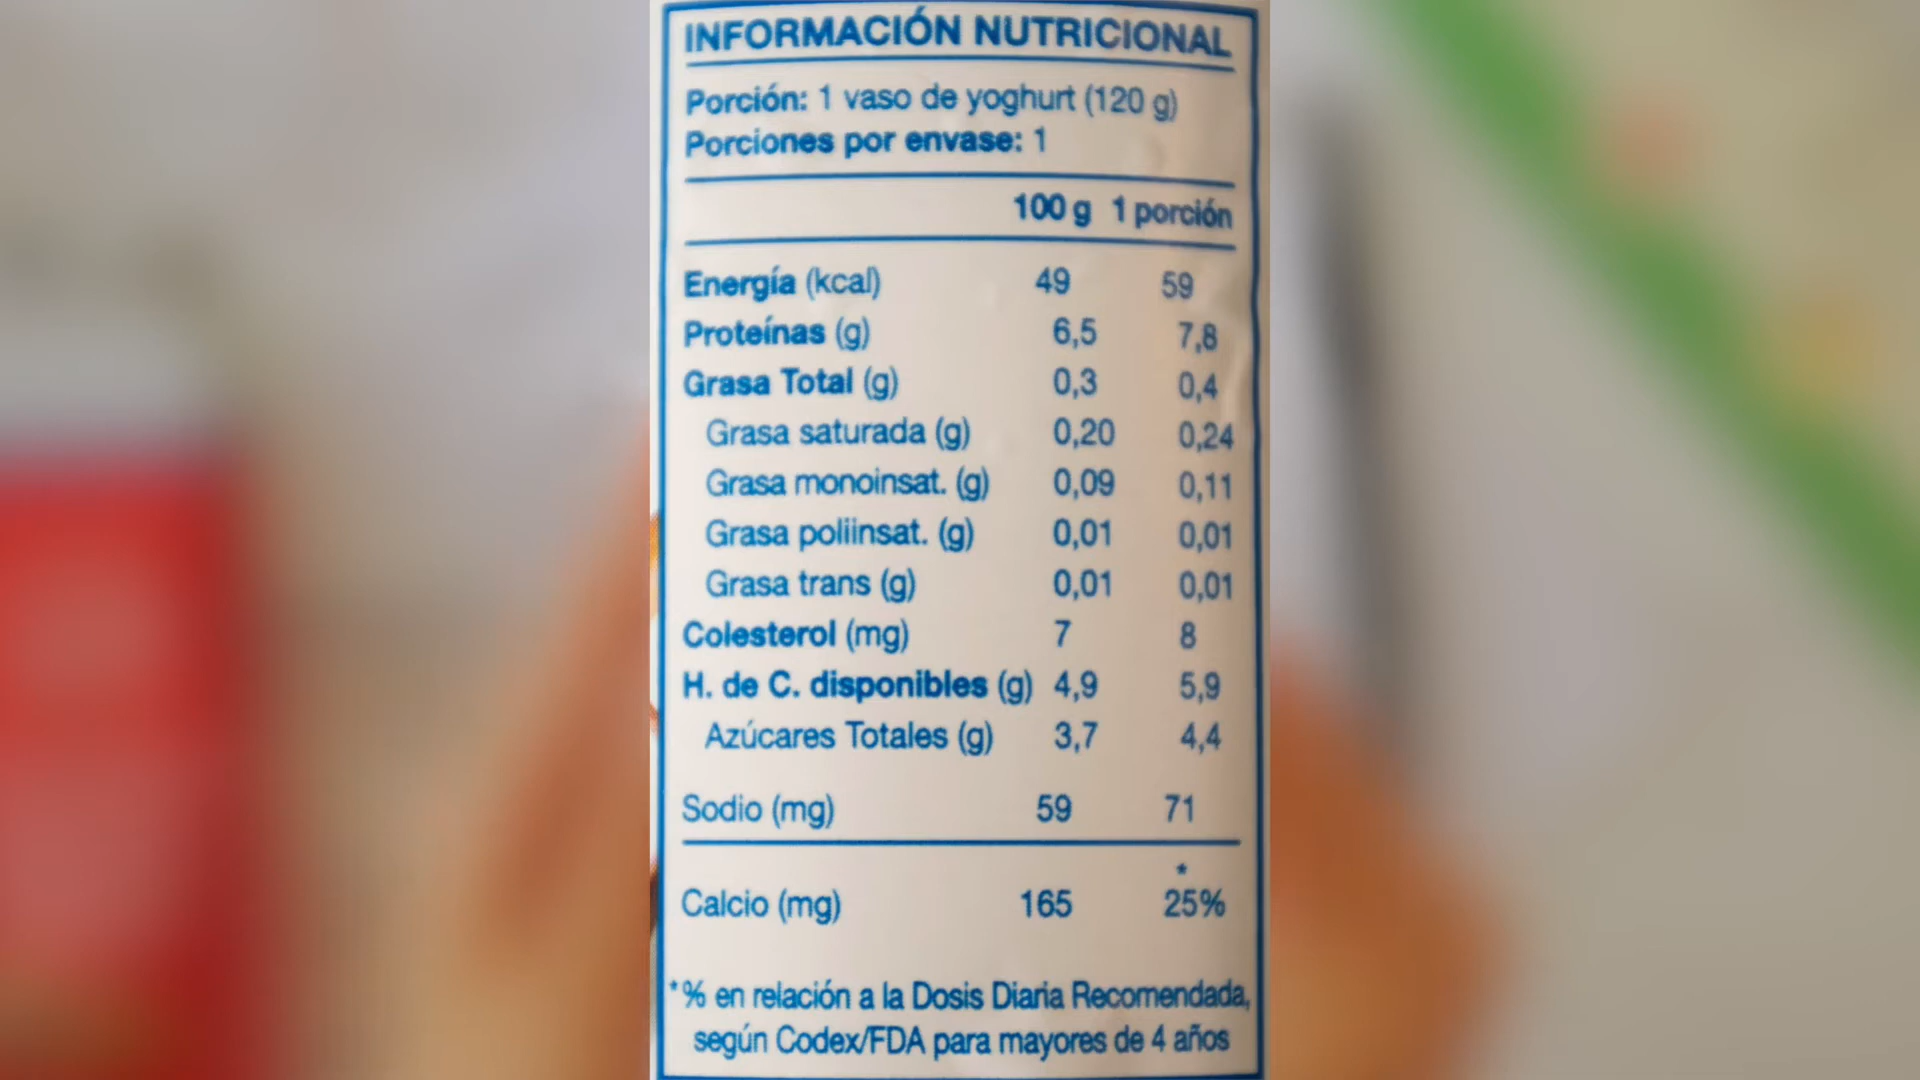 INFORMACIÓN NUTRICIONAL
Porción: 1 vaso de yoghurt (120 g)
Porciones por envase: 1
100 g 1 porción
Energía (kcal) 49 59
Proteínas (g) 6,5 7,8
Grasa Total (g) 0,3 0,4
Grasa saturada (g) 0,20 0,24
Grasa monoinsat. (g) 0,09 0,11
Grasa poliinsat. (g) 0,01 0,01
Grasa trans (g) 0,01 0,01
Colesterol (mg) 7 8
H. de C. disponibles (g) 4,9 5,9
Azúcares Totales (g) 3,7 4,4
Sodio (mg) 59 71
*
Calcio (mg) 165 25%
*% en relación a la Dosis Diaria Recomendada,
según Codex/FDA para mayores de 4 años